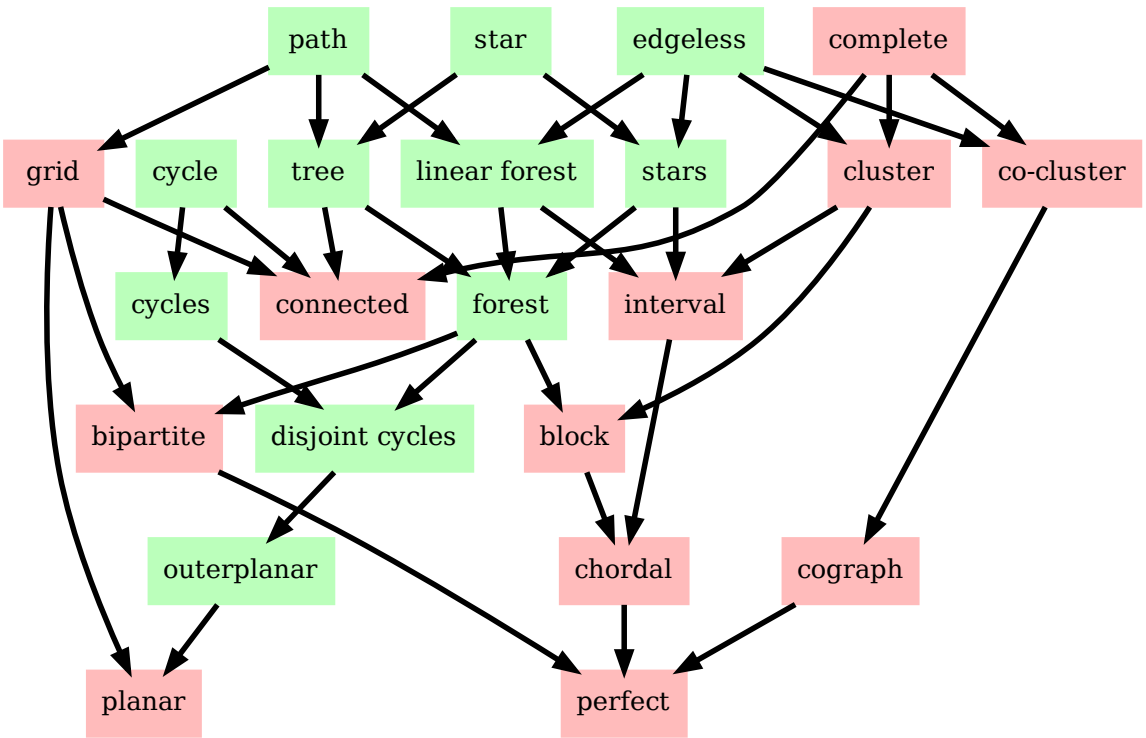 path
star
edgeless
complete
grid
cycle
tree
linear forest
stars
cluster
co-cluster
cycles
connected
forest
interval
bipartite
disjoint cycles
block
outerplanar
chordal
cograph
planar
perfect